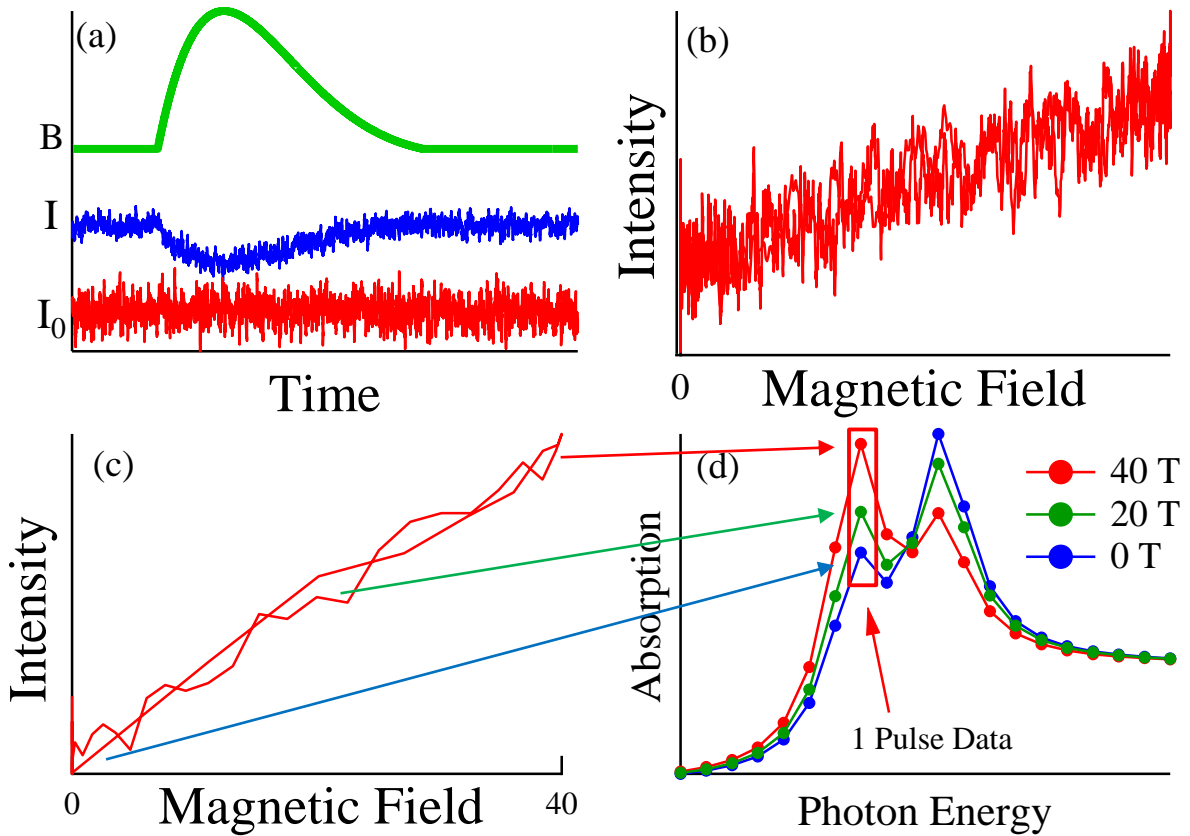 (a)
B
I
I0
Time
(b)
Intensity
0
Magnetic Field
(c)
Intensity
0
Magnetic Field
40
(d)
40 T
20 T
0 T
Absorption
1 Pulse Data
Photon Energy